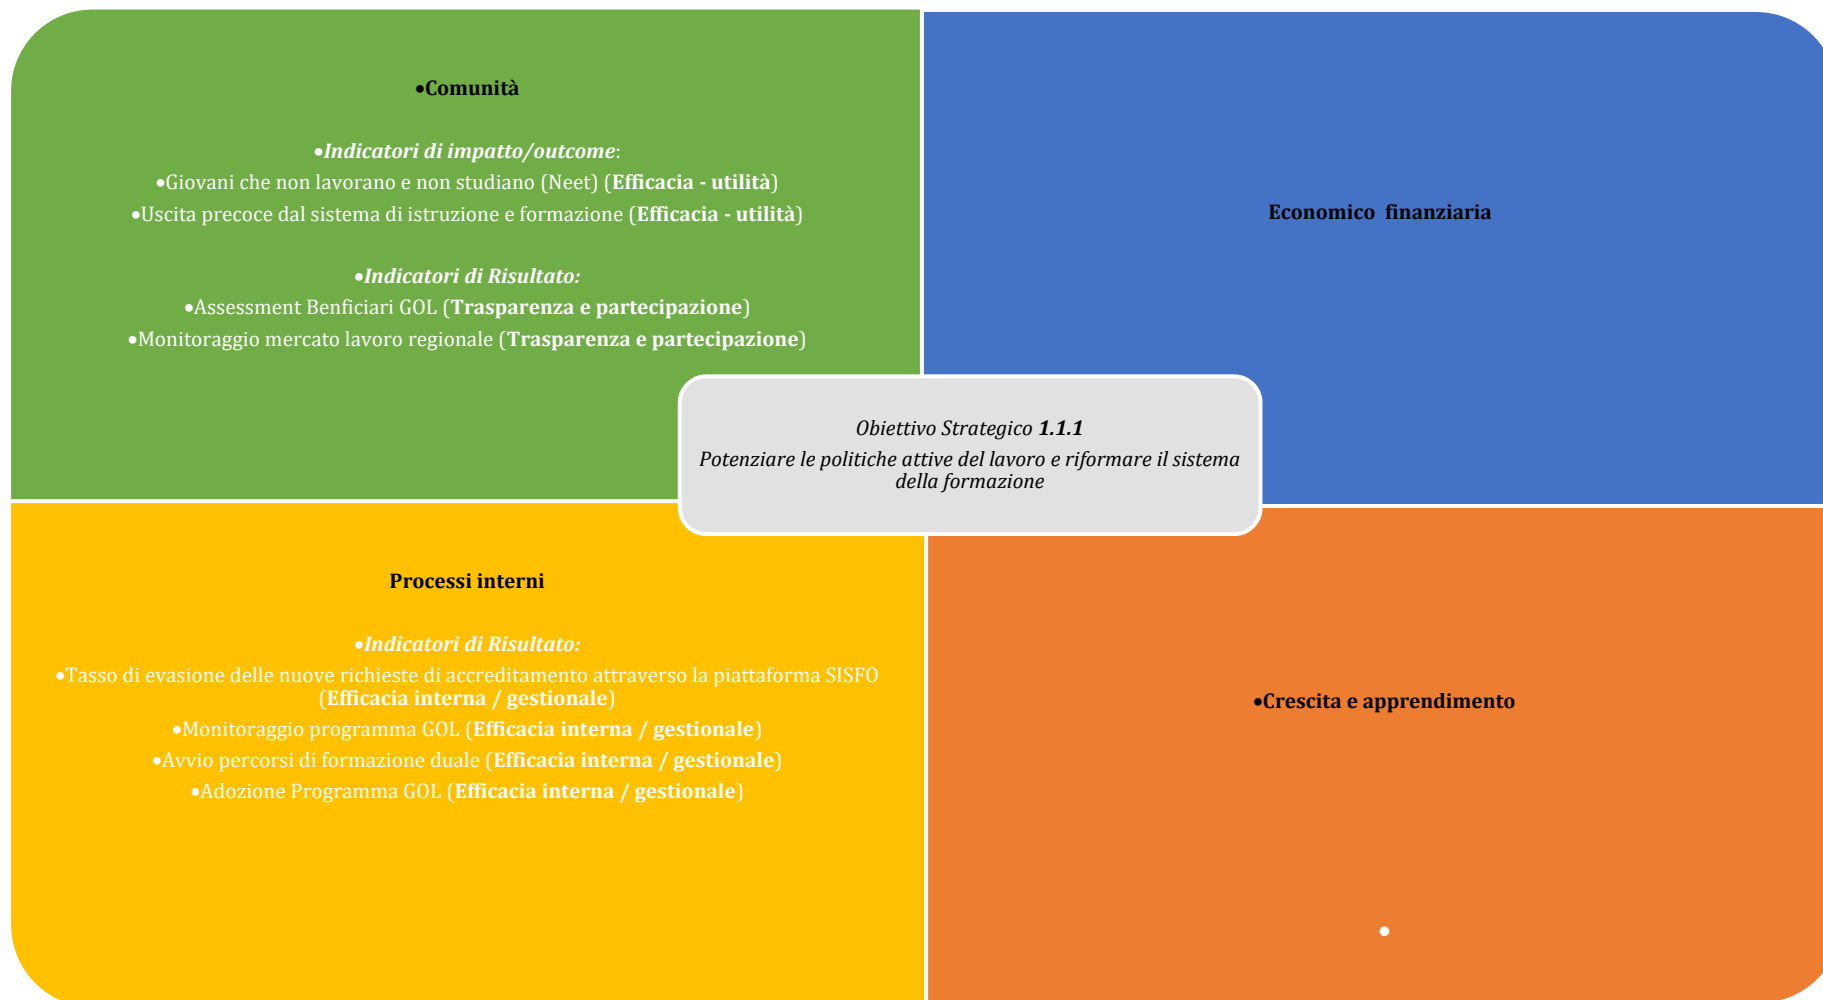 •Comunità
•Indicatori di impatto/outcome:
•Giovani che non lavorano e non studiano (Neet) (Efficacia - utilità)
•Uscita precoce dal sistema di istruzione e formazione (Efficacia - utilità)
•Indicatori di Risultato:
•Assessment Benficiari GOL (Trasparenza e partecipazione)
•Monitoraggio mercato lavoro regionale (Trasparenza e partecipazione)
Economico  finanziaria
Obiettivo Strategico 1.1.1
Potenziare le politiche attive del lavoro e riformare il sistema
della formazione
Processi interni
•Indicatori di Risultato:
•Tasso di evasione delle nuove richieste di accreditamento attraverso la piattaforma SISFO
(Efficacia interna / gestionale)
•Monitoraggio programma GOL (Efficacia interna / gestionale)
•Avvio percorsi di formazione duale (Efficacia interna / gestionale)
•Adozione Programma GOL (Efficacia interna / gestionale)
•Crescita e apprendimento
•